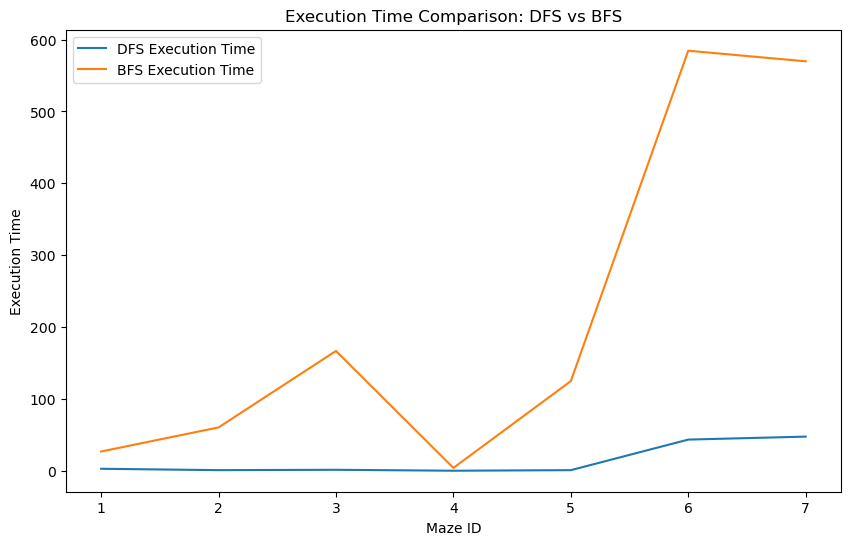 Execution Time Comparison: DFS vs BFS
DFS Execution Time
BFS Execution Time
Execution Time
600
500
400
300
200
100
0
1 2 3 4 5 6 7
Maze ID